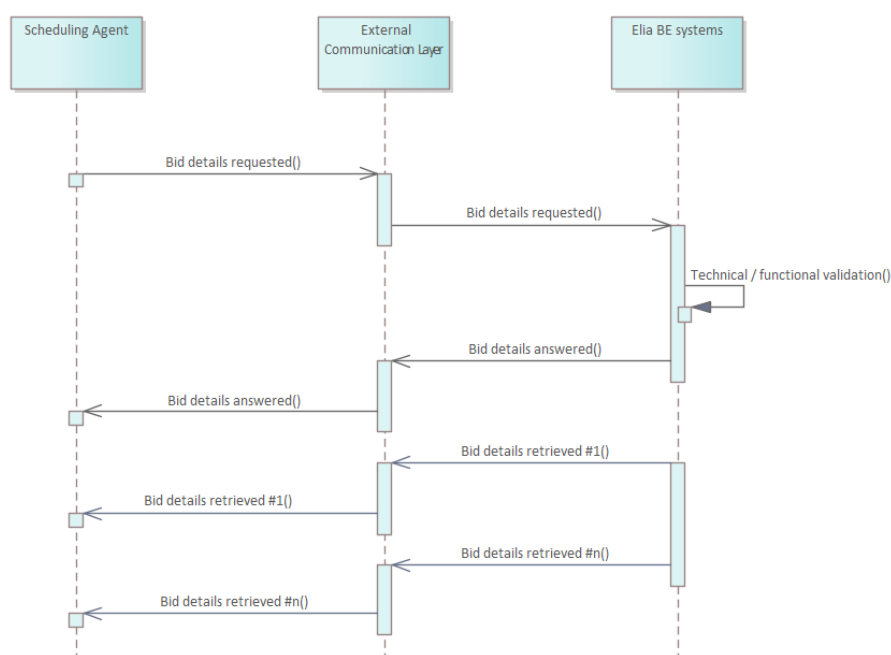 Scheduling Agent
External
Communication Layer
Elia BE systems
Bid details requested()
Bid details requested()
Technical / functional validation()
Bid details answered()
Bid details answered()
Bid details retrieved #1()
Bid details retrieved #1()
Bid details retrieved #n()
Bid details retrieved #n()